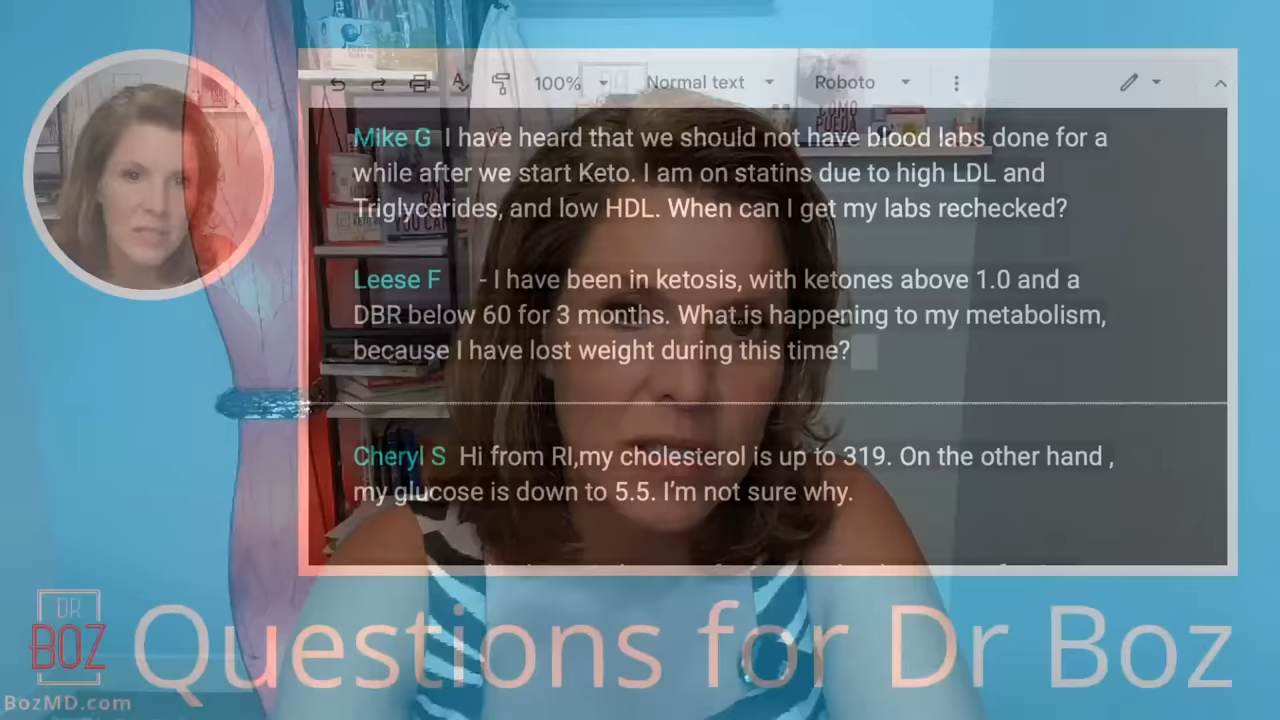 100%
Normal text
Roboto
COMO
PUEDA
Mike G I have heard that we should not have blood labs done for a
while after we start Keto. I am on statins due to high LDL and
Triglycerides, and low HDL. When can I get my labs rechecked?
YOU CAN
Leese F - I have been in ketosis, with ketones above 1.0 and a
DBR below 60 for 3 months. What is happening to my metabolism,
because I have lost weight during this time?
Cheryl S Hi from RI,my cholesterol is up to 319. On the other hand ,
my glucose is down to 5.5. I'm not sure why.
DR
BOZ
Questions for Dr Boz
BozMD.com